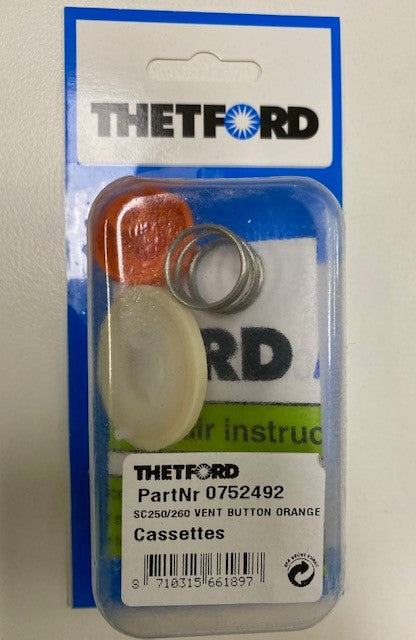 THETFORD
RD
air instruc
THETFORD
PartNr 0752492
SC250/260 VENT BUTTON ORANGE
Cassettes
8 710315 661897